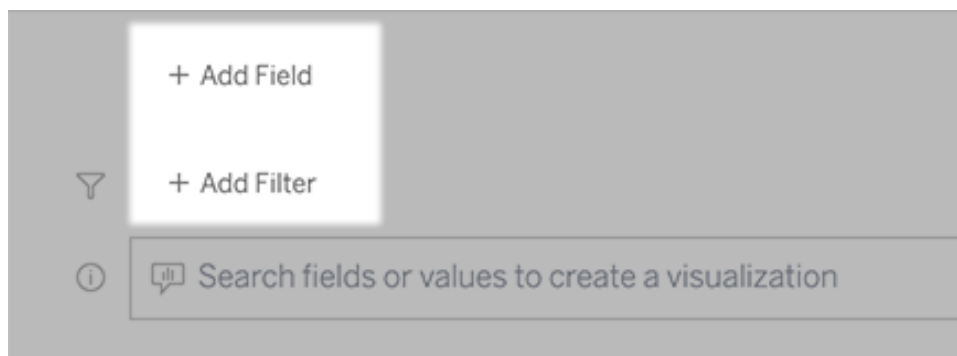 + Add Field
+ Add Filter
Search fields or values to create a visualization